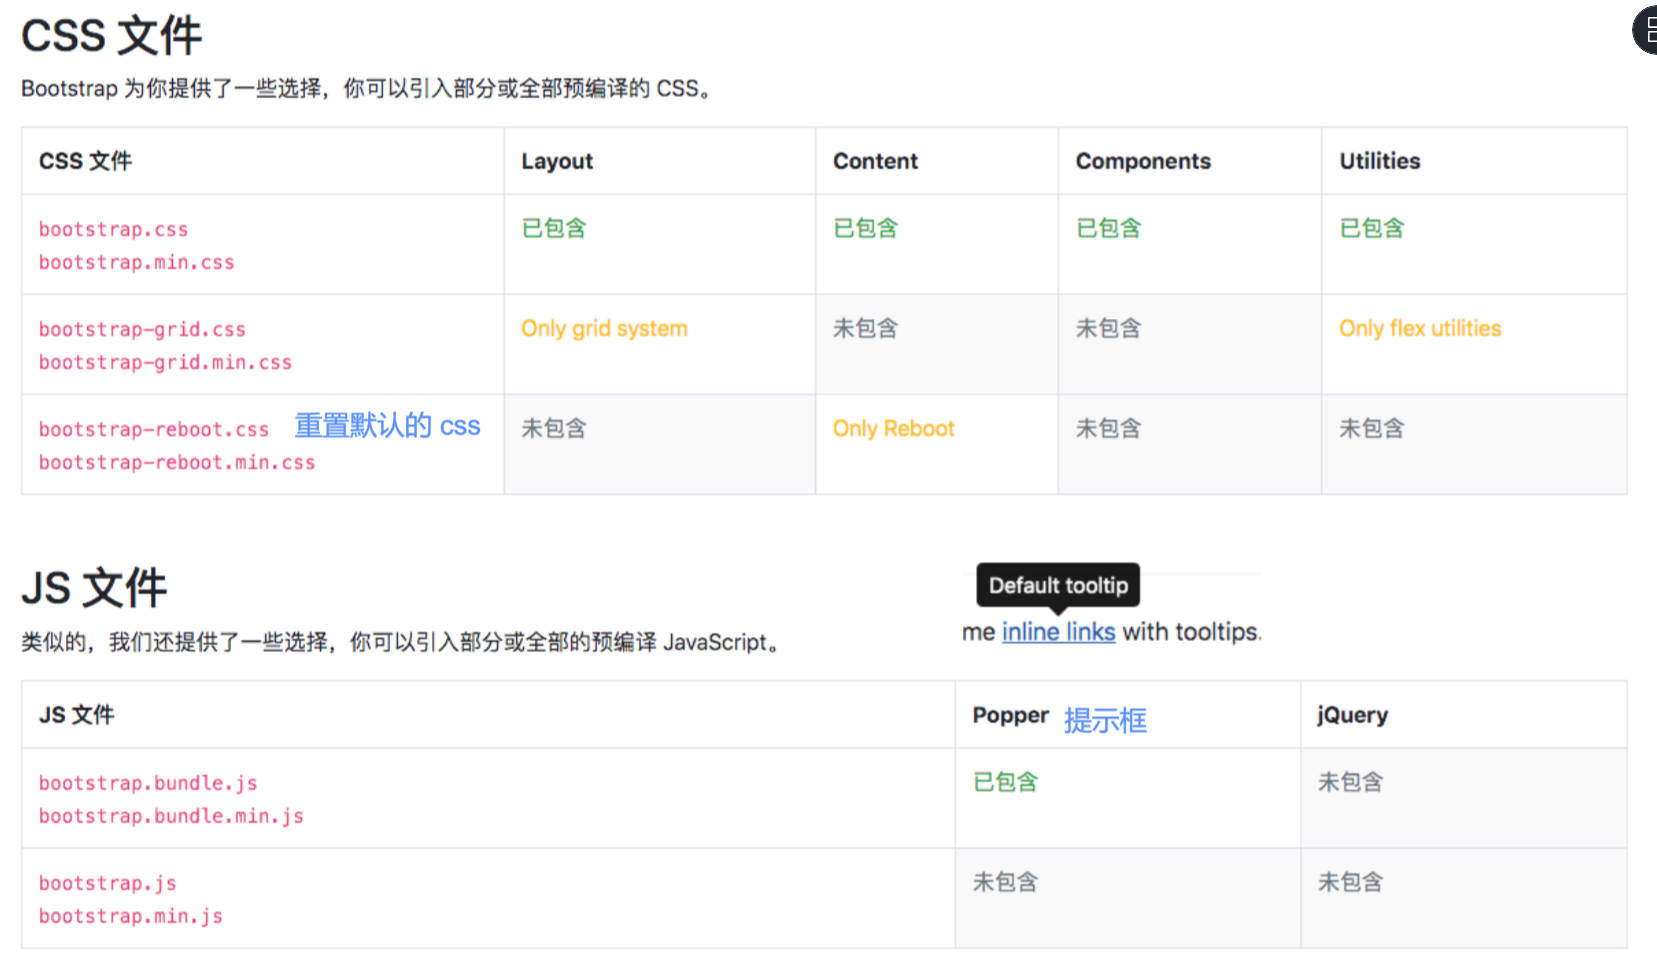 CSS 文件
Bootstrap 为你提供了一些选择，你可以引入部分或全部预编译的 CSS。
CSS 文件 Layout Content Components Utilities
bootstrap.css 已包含 已包含 已包含 已包含
bootstrap.min.css
bootstrap-grid.css Only grid system 未包含 未包含 Only flex utilities
bootstrap-grid.min.css
bootstrap-reboot.css 重置默认的 css 未包含 Only Reboot 未包含 未包含
bootstrap-reboot.min.css
JS 文件
Default tooltip
me inline links with tooltips.
类似的，我们还提供了一些选择，你可以引入部分或全部的预编译 JavaScript。
JS 文件 Popper 提示框 jQuery
bootstrap.bundle.js 已包含 未包含
bootstrap.bundle.min.js
bootstrap.js 未包含 未包含
bootstrap.min.js